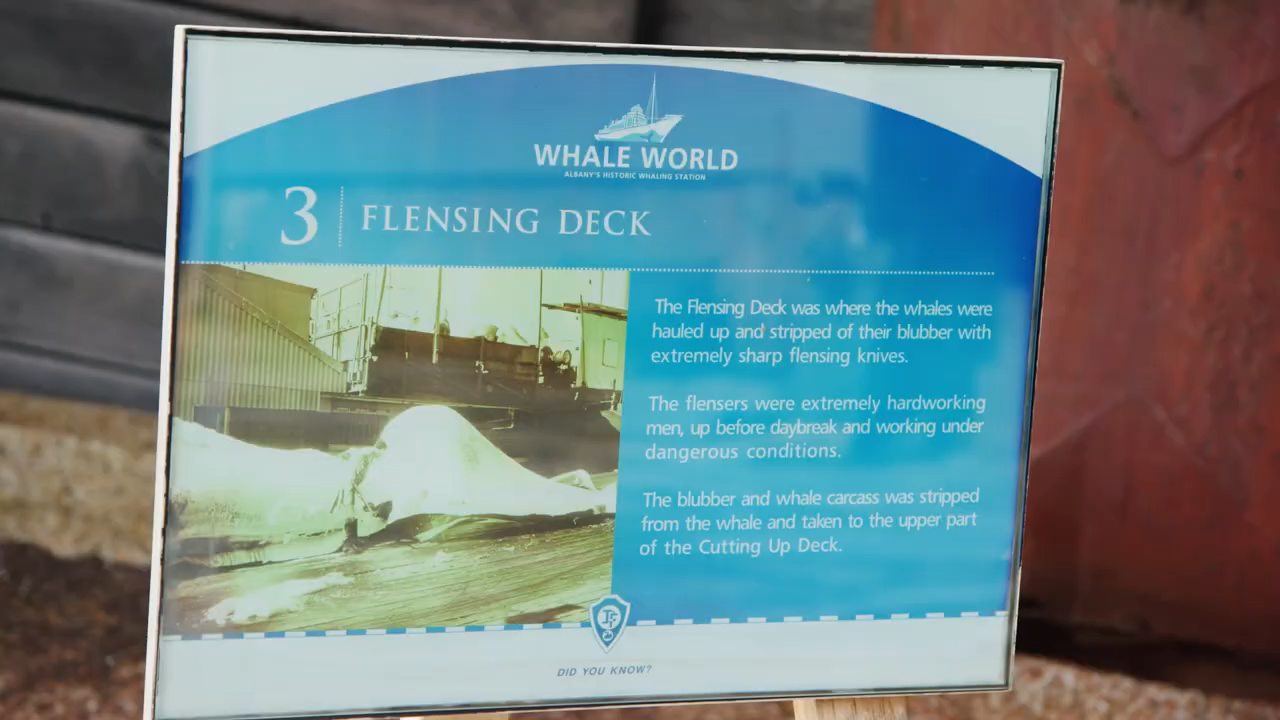 WHALE WORLD
ALBANY'S HISTORIC WHALING STATION
3 FLENSING DECK
The Flensing Deck was where the whales were
hauled up and stripped of their blubber with
extremely sharp flensing knives.
The flensers were extremely hardworking
men, up before daybreak and working under
dangerous conditions.
The blubber and whale carcass was stripped
from the whale and taken to the upper part
of the Cutting Up Deck.
DID YOU KNOW?